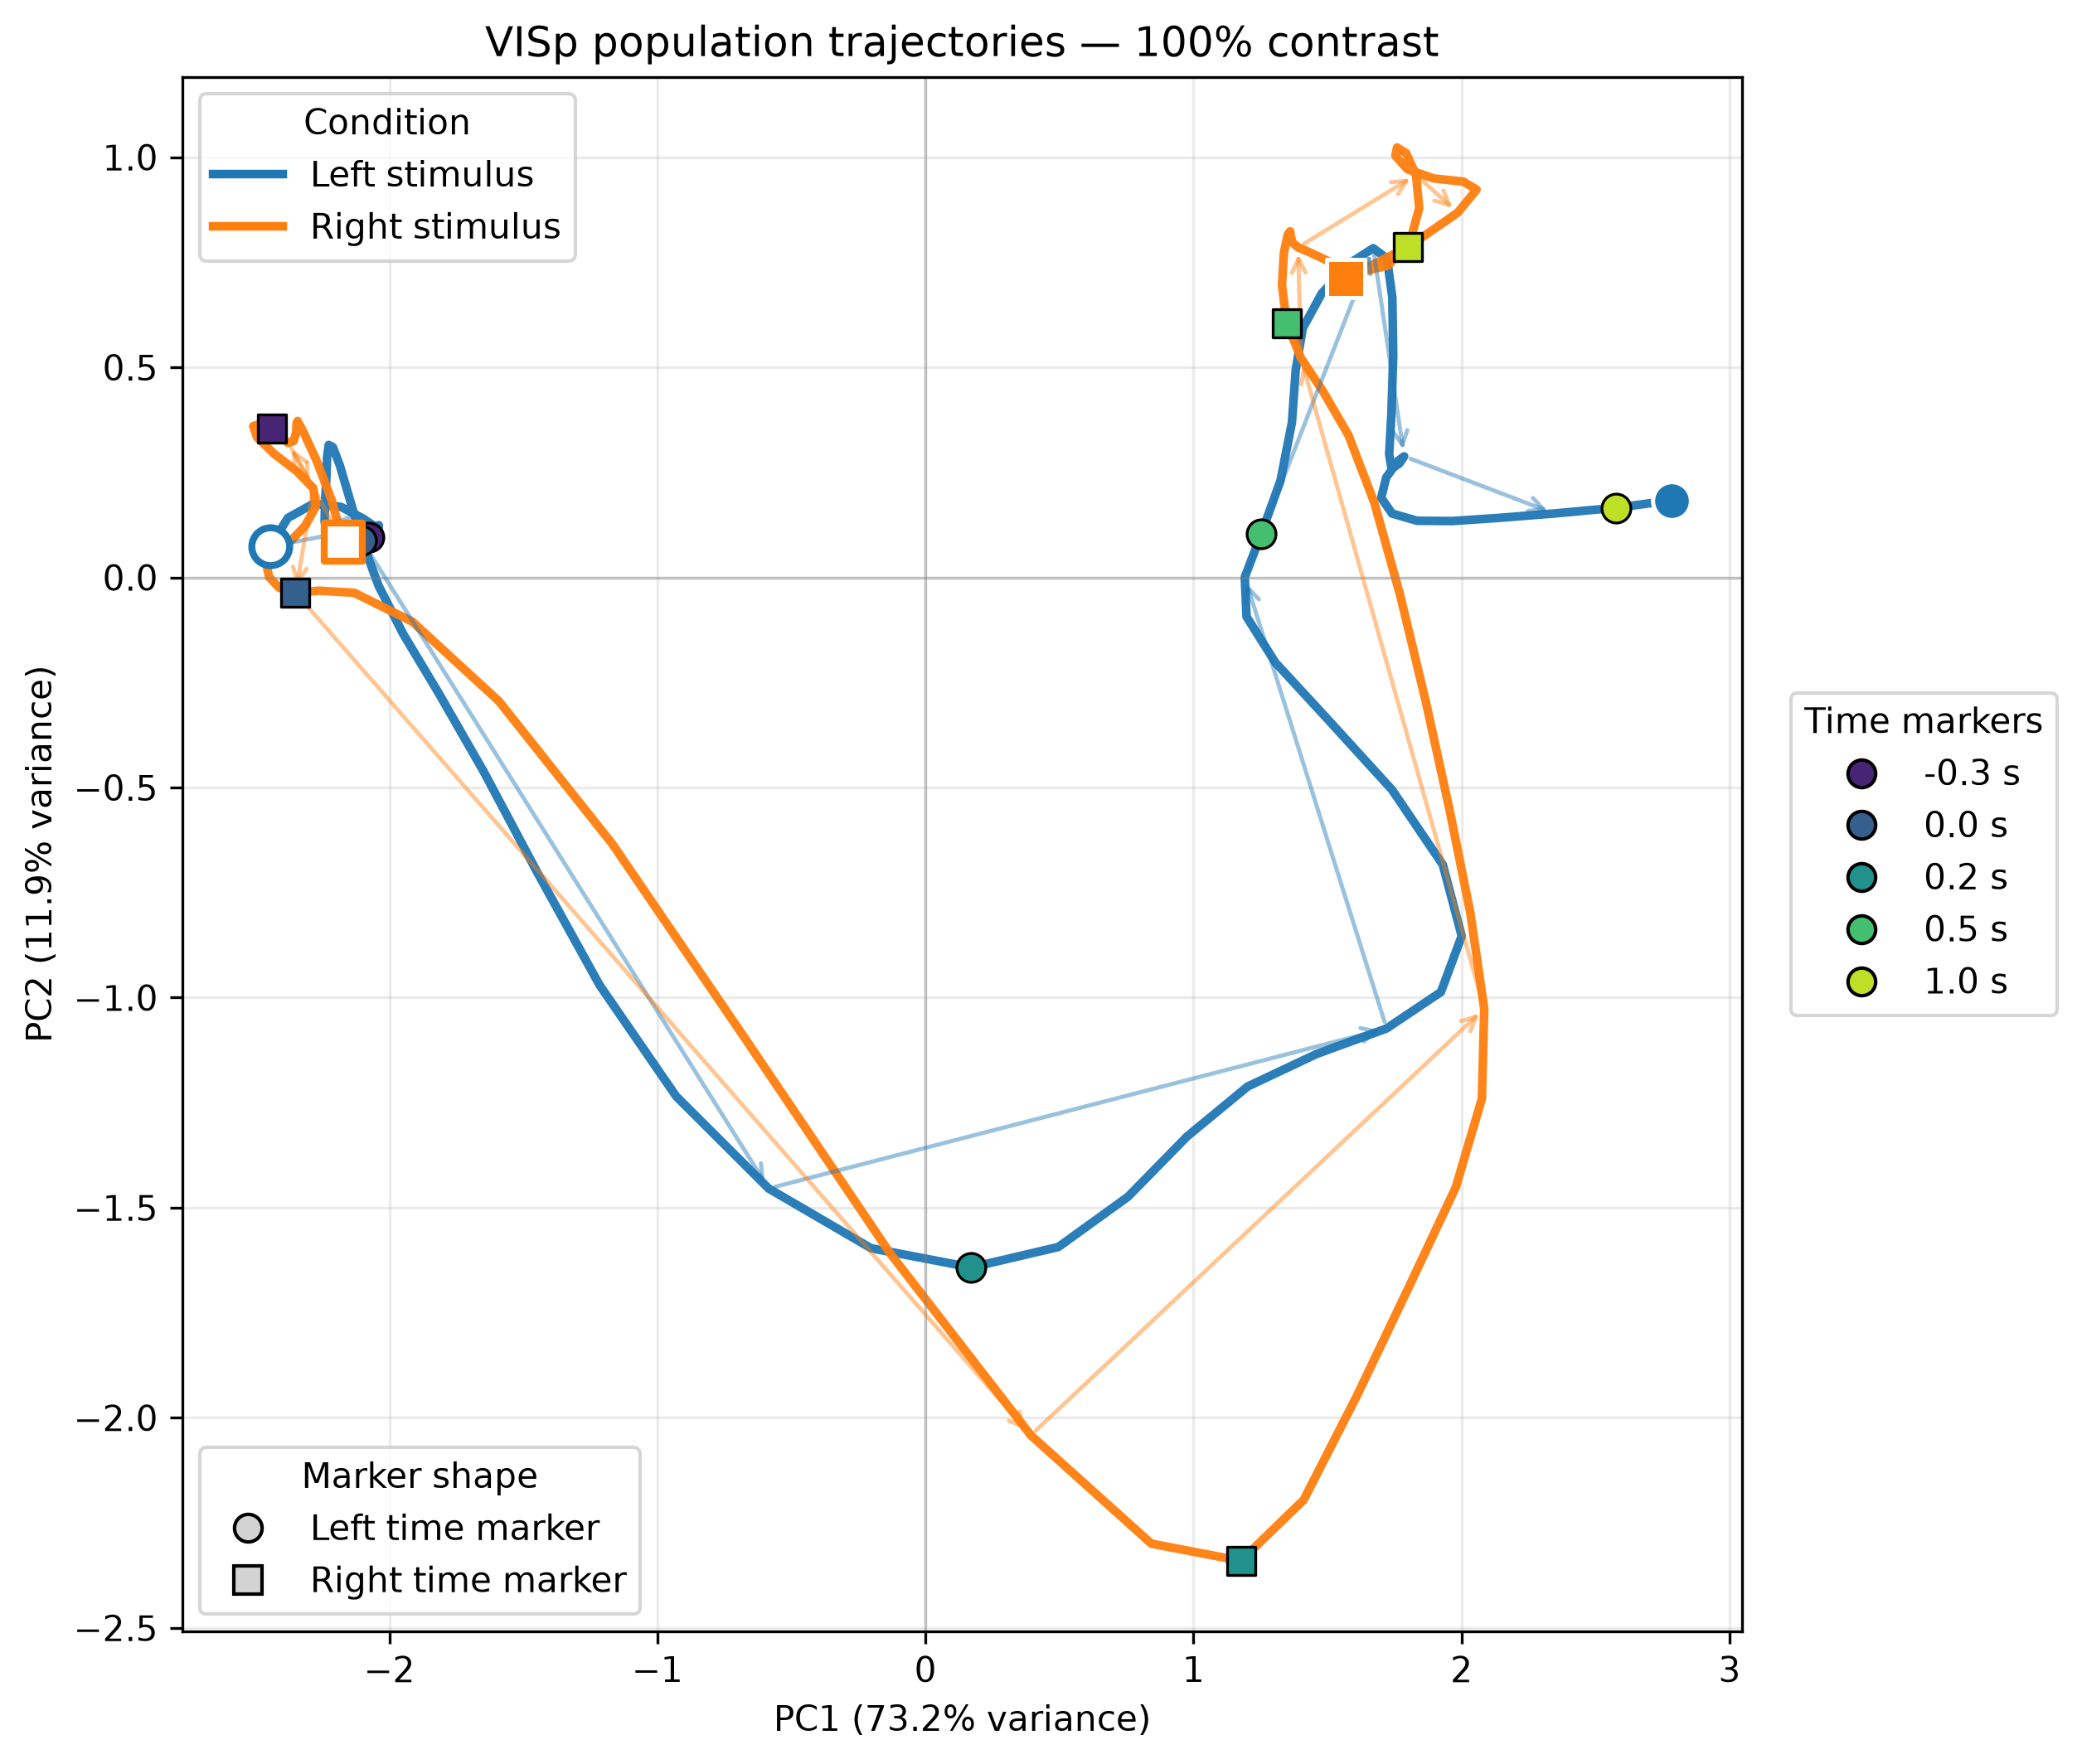 VISp population trajectories — 100% contrast
Condition
Left stimulus
Right stimulus
1.0
0.5
0.0
−0.5
−1.0
−1.5
−2.0
−2.5
PC2 (11.9% variance)
Time markers
-0.3 s
0.0 s
0.2 s
0.5 s
1.0 s
Marker shape
Left time marker
Right time marker
−2
−1
0
1
2
3
PC1 (73.2% variance)